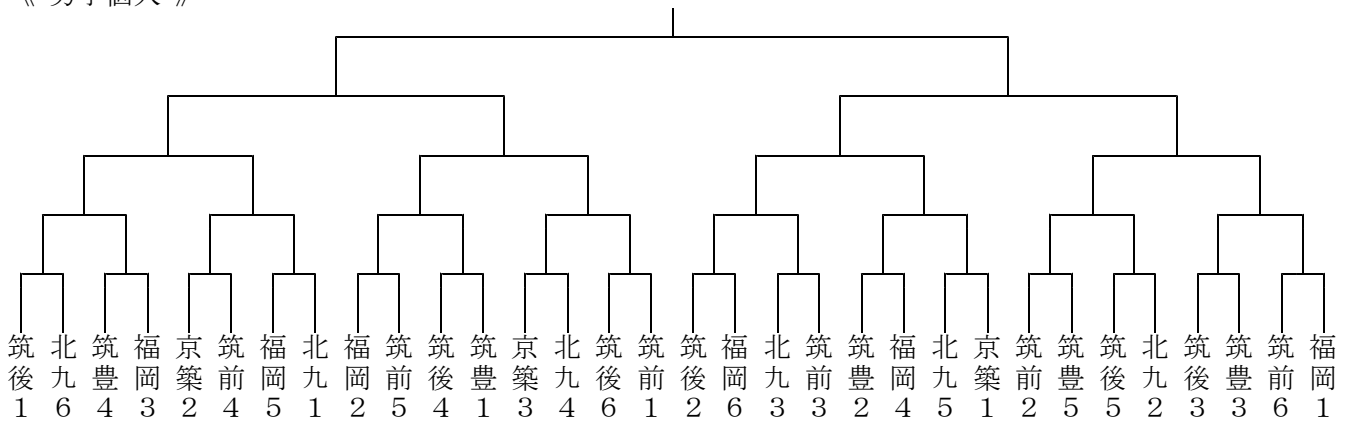 《 男子個人 》
筑後1
北九6
筑豊4
福岡3
京築2
筑前4
福岡5
北九1
福岡2
筑前5
筑後4
筑豊1
京築3
北九4
筑後6
筑前1
筑後2
福岡6
北九3
筑前3
筑豊2
福岡4
北九5
京築1
筑前2
筑豊5
筑後5
北九2
筑後3
筑豊3
筑前6
福岡1